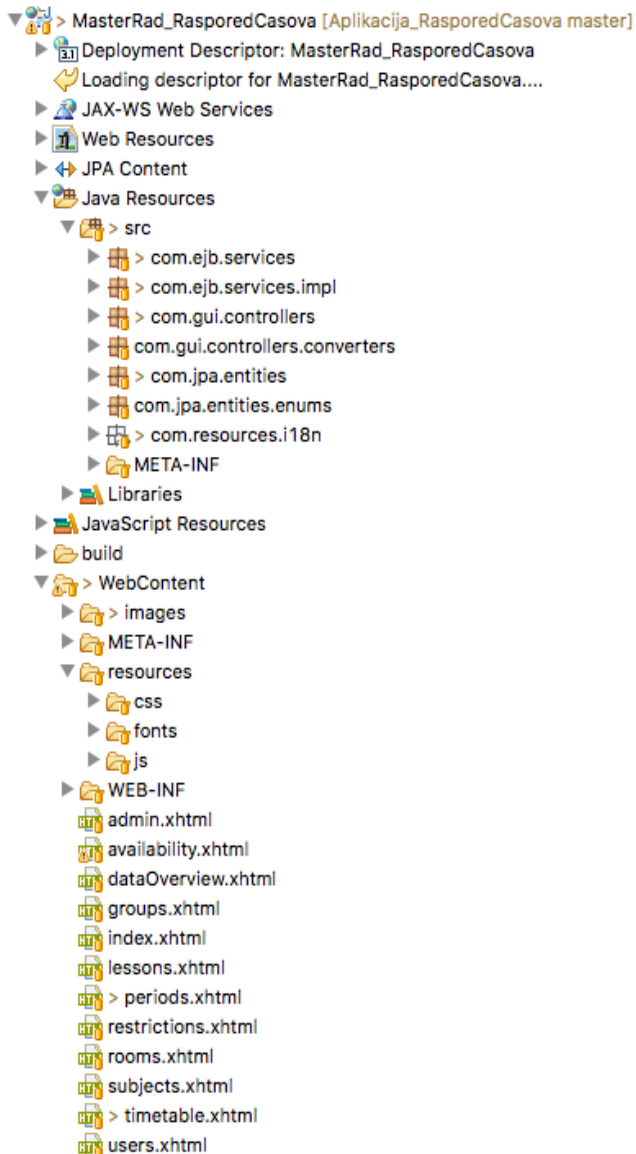 > MasterRad_RasporedCasova [Aplikacija_RasporedCasova master]
3.1 Deployment Descriptor: MasterRad_RasporedCasova
Loading descriptor for MasterRad_RasporedCasova....
JAX-WS Web Services
Web Resources
JPA Content
Java Resources
> src
> com.ejb.services
> com.ejb.services.impl
> com.gui.controllers
com.gui.controllers.converters
> com.jpa.entities
com.jpa.entities.enums
> com.resources.i18n
META-INF
Libraries
JavaScript Resources
build
> WebContent
> images
META-INF
resources
css
fonts
js
WEB-INF
admin.xhtml
availability.xhtml
dataOverview.xhtml
groups.xhtml
index.xhtml
lessons.xhtml
> periods.xhtml
restrictions.xhtml
rooms.xhtml
subjects.xhtml
> timetable.xhtml
users.xhtml